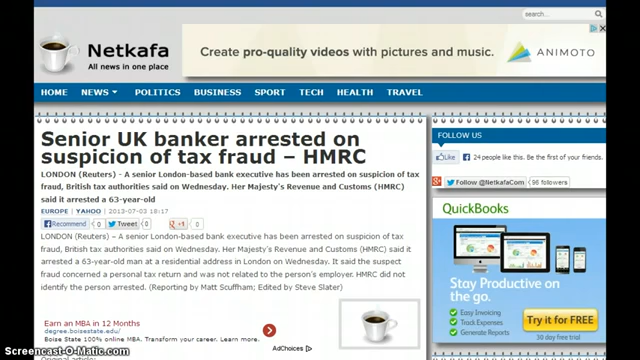 search...
Netkafa
All news in one place
Create pro-quality videos with pictures and music.
ANIMOTO
HOME NEWS POLITICS BUSINESS SPORT TECH HEALTH TRAVEL
Senior UK banker arrested on
suspicion of tax fraud – HMRC
LONDON (Reuters) - A senior London-based bank executive has been arrested on suspicion of tax
fraud, British tax authorities said on Wednesday. Her Majesty's Revenue and Customs (HMRC)
said it arrested a 63-year-old
EUROPE | YAHOO | 2013-07-03 18:17
Recommend 0 Tweet 0 +1 0
LONDON (Reuters) – A senior London-based bank executive has been arrested on suspicion of tax
fraud, British tax authorities said on Wednesday. Her Majesty's Revenue and Customs (HMRC) said it
arrested a 63-year-old man at a residential address in London on Wednesday. It said the suspect
fraud concerned a personal tax return and was not related to the person's employer. HMRC did not
identify the person arrested. (Reporting by Matt Scuffham; Edited by Steve Slater)
Earn an MBA in 12 Months
degree.boisestate.edu/
Boise State 100% online MBA. Transform your career. Learn more.
AdChoices
Original article:
FOLLOW US
Like 24 people like this. Be the first of your friends.
Follow @NetkafaCom 96 followers
QuickBooks
Stay Productive on
the go.
Easy Invoicing
Track Expenses
Generate Reports
Try it for FREE
30 day free trial
Screencast-O-Matic.com